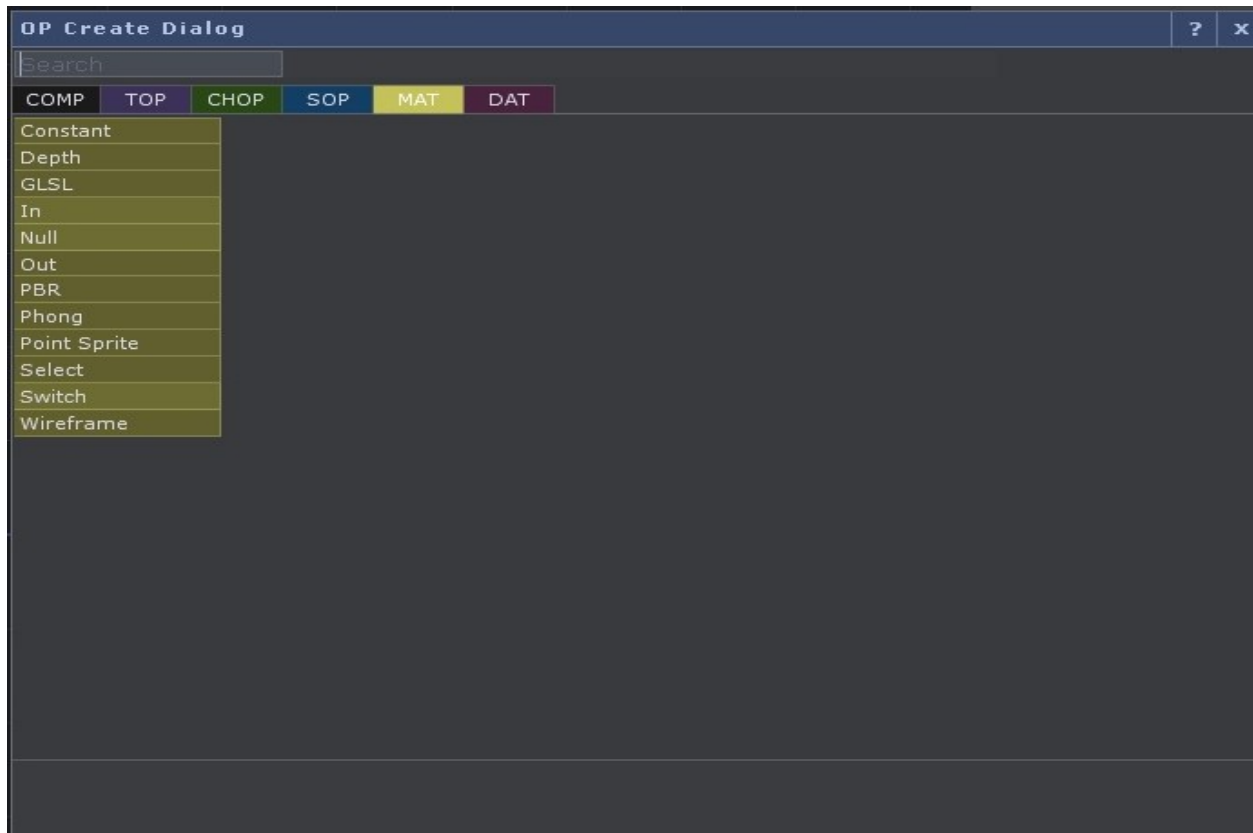 OP Create Dialog ? x
Search
COMP TOP CHOP SOP MAT DAT
Constant
Depth
GLSL
In
Null
Out
PBR
Phong
Point Sprite
Select
Switch
Wireframe